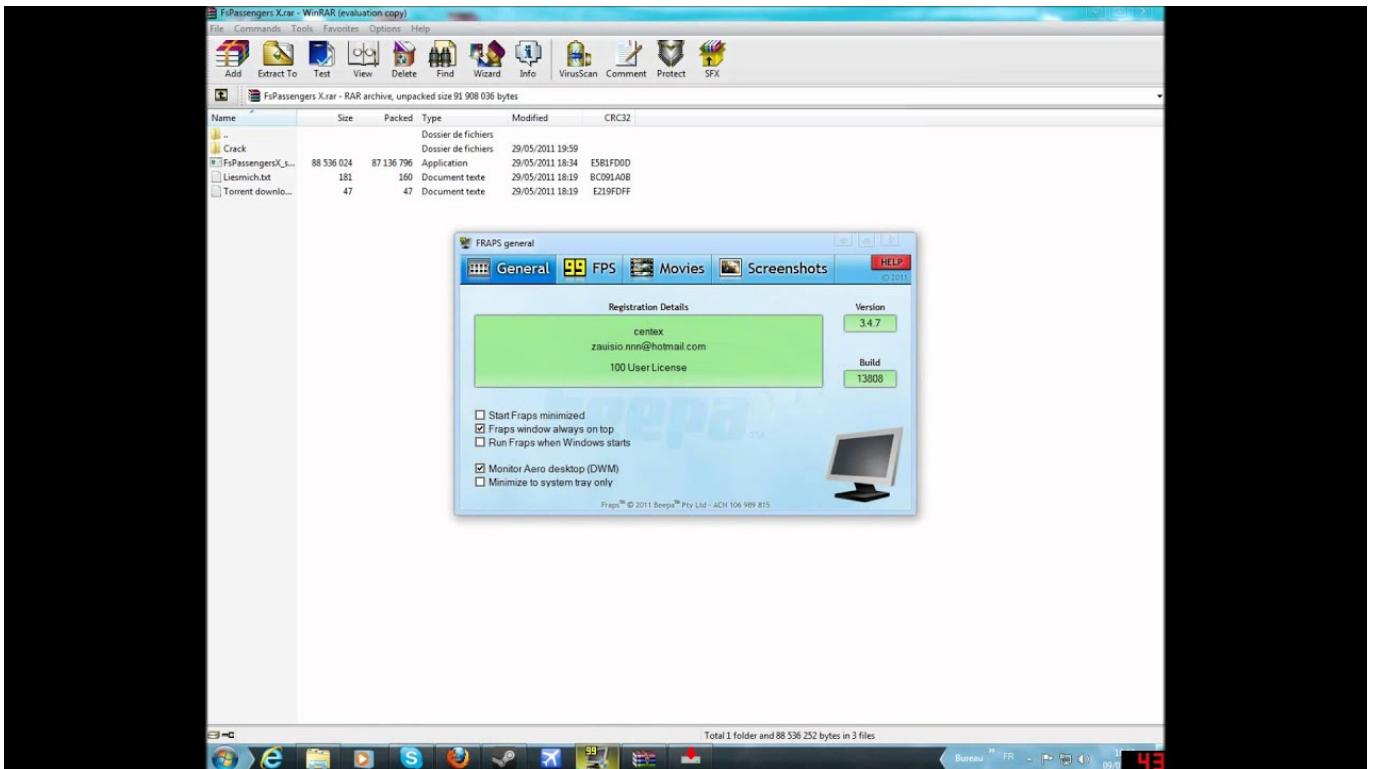 FsPassengers X.rar - WinRAR (evaluation copy)
File Commands Tools Favorites Options Help
Add Extract To Test View Delete Find Wizard Info VirusScan Comment Protect SFX
FsPassengers X.rar - RAR archive, unpacked size 91 908 036 bytes
Name Size Packed Type Modified CRC32
.. Dossier de fichiers
Crack Dossier de fichiers 29/05/2011 19:59
FsPassengersX_s... 88 536 024 87 136 796 Application 29/05/2011 18:34 E5B1FD0D
Liesmich.txt 181 160 Document texte 29/05/2011 18:19 BC091A0B
Torrent downlo... 47 47 Document texte 29/05/2011 18:19 E219FDFF
FRAPS general
General 99 FPS Movies Screenshots HELP
© 2011
Registration Details Version
centex 3.4.7
zauisio.nnn@hotmail.com
100 User License Build
13808
beepa
Start Fraps minimized
Fraps window always on top
Run Fraps when Windows starts
Monitor Aero desktop (DWM)
Minimize to system tray only
Fraps™ © 2011 Beepa™ Pty Ltd - ACN 106 989 815
Total 1 folder and 88 536 252 bytes in 3 files
99 Bureau » FR 43